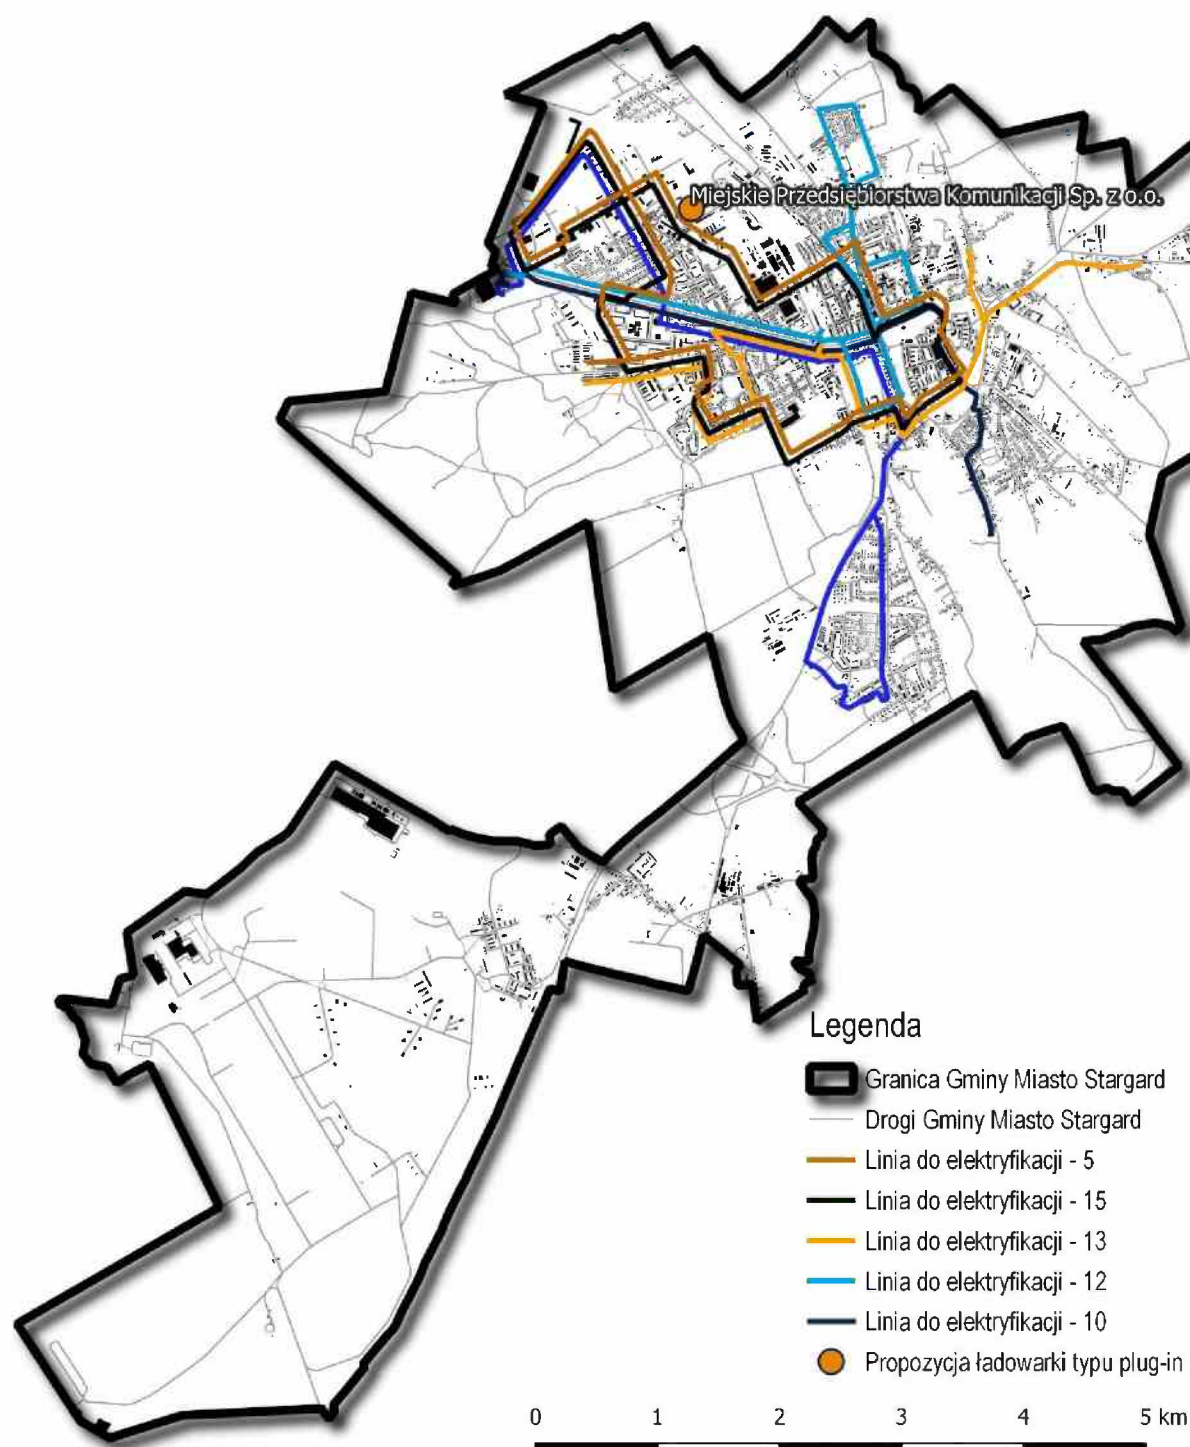 Miejskie Przedsiębiorstwa Komunikacji Sp. z o.o.
Legenda
Granica Gminy Miasto Stargard
Drogi Gminy Miasto Stargard
Linia do elektryfikacji - 5
Linia do elektryfikacji - 15
Linia do elektryfikacji - 13
Linia do elektryfikacji - 12
Linia do elektryfikacji - 10
Propozycja ładowarki typu plug-in
0 1 2 3 4 5 km